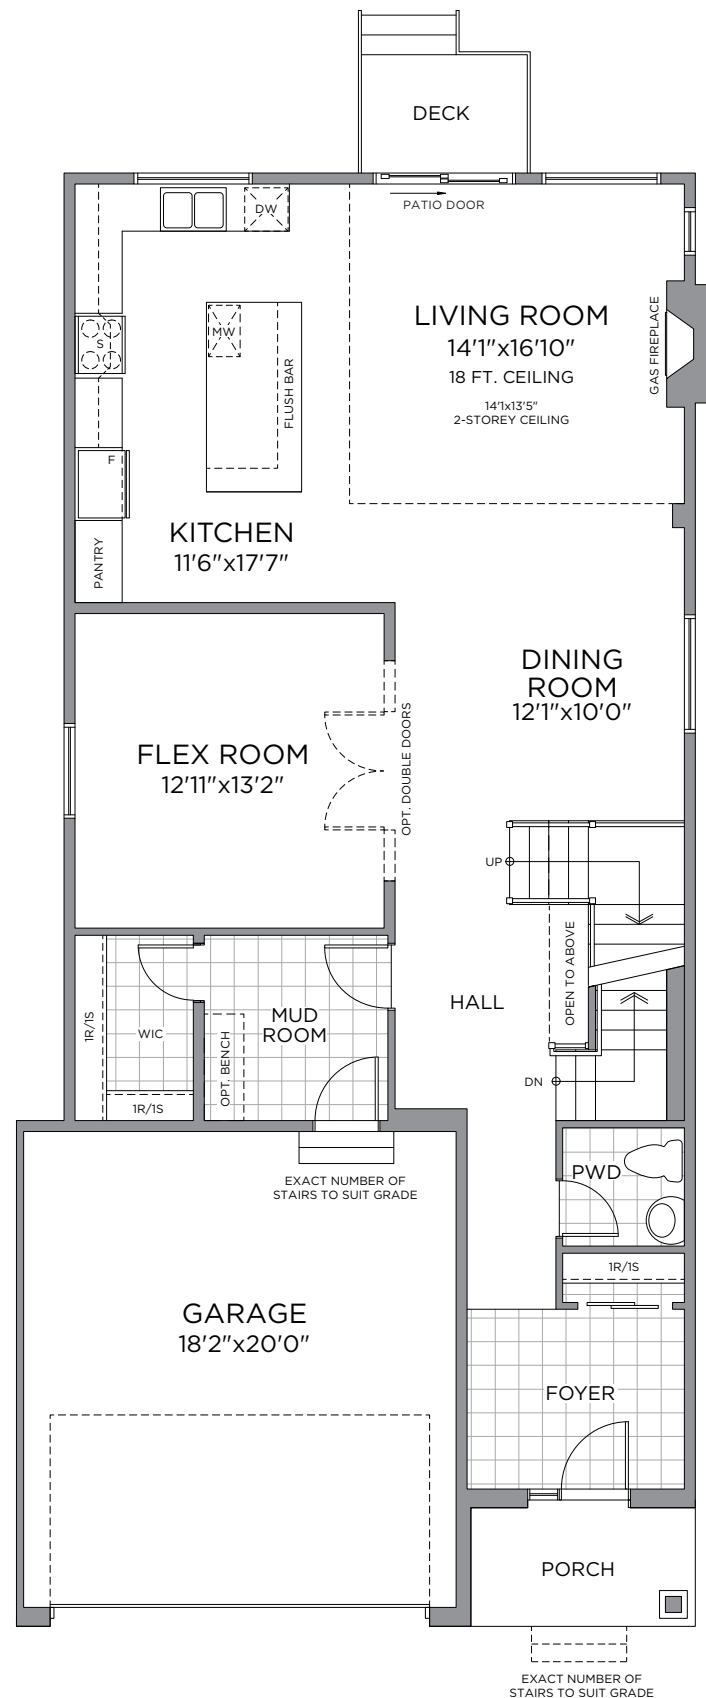 DECK
PATIO DOOR
DW
LIVING ROOM
14'1"x16'10"
18 FT. CEILING
14'1x13'5"
2-STOREY CEILING
GAS FIREPLACE
MW
S
FLUSH BAR
F
KITCHEN
11'6"x17'7"
PANTRY
DINING
ROOM
12'1"x10'0"
FLEX ROOM
12'11"x13'2"
OPT. DOUBLE DOORS
UP
OPEN TO ABOVE
HALL
MUD
ROOM
1R/1S
WIC
OPT. BENCH
1R/1S
DN
EXACT NUMBER OF
STAIRS TO SUIT GRADE
PWD
1R/1S
GARAGE
18'2"x20'0"
FOYER
PORCH
EXACT NUMBER OF
STAIRS TO SUIT GRADE